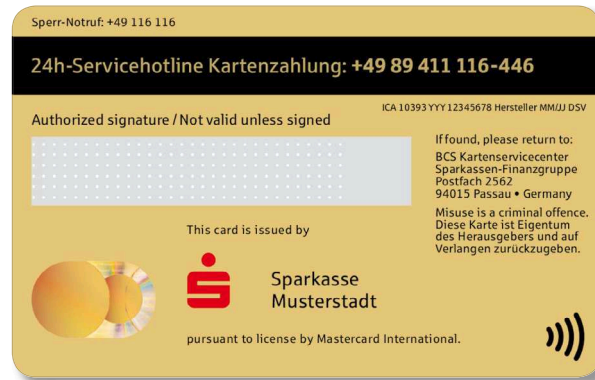 Sperr-Notruf: +49 116 116
24h-Servicehotline Kartenzahlung: +49 89 411 116-446
ICA 10393 YYY 12345678 Hersteller MM/JJ DSV
Authorized signature / Not valid unless signed
If found, please return to:
BCS Kartenservicecenter
Sparkassen-Finanzgruppe
Postfach 2562
94015 Passau • Germany
Misuse is a criminal offence.
Diese Karte ist Eigentum
des Herausgebers und auf
Verlangen zurückzugeben.
This card is issued by
Sparkasse
Musterstadt
pursuant to license by Mastercard International.